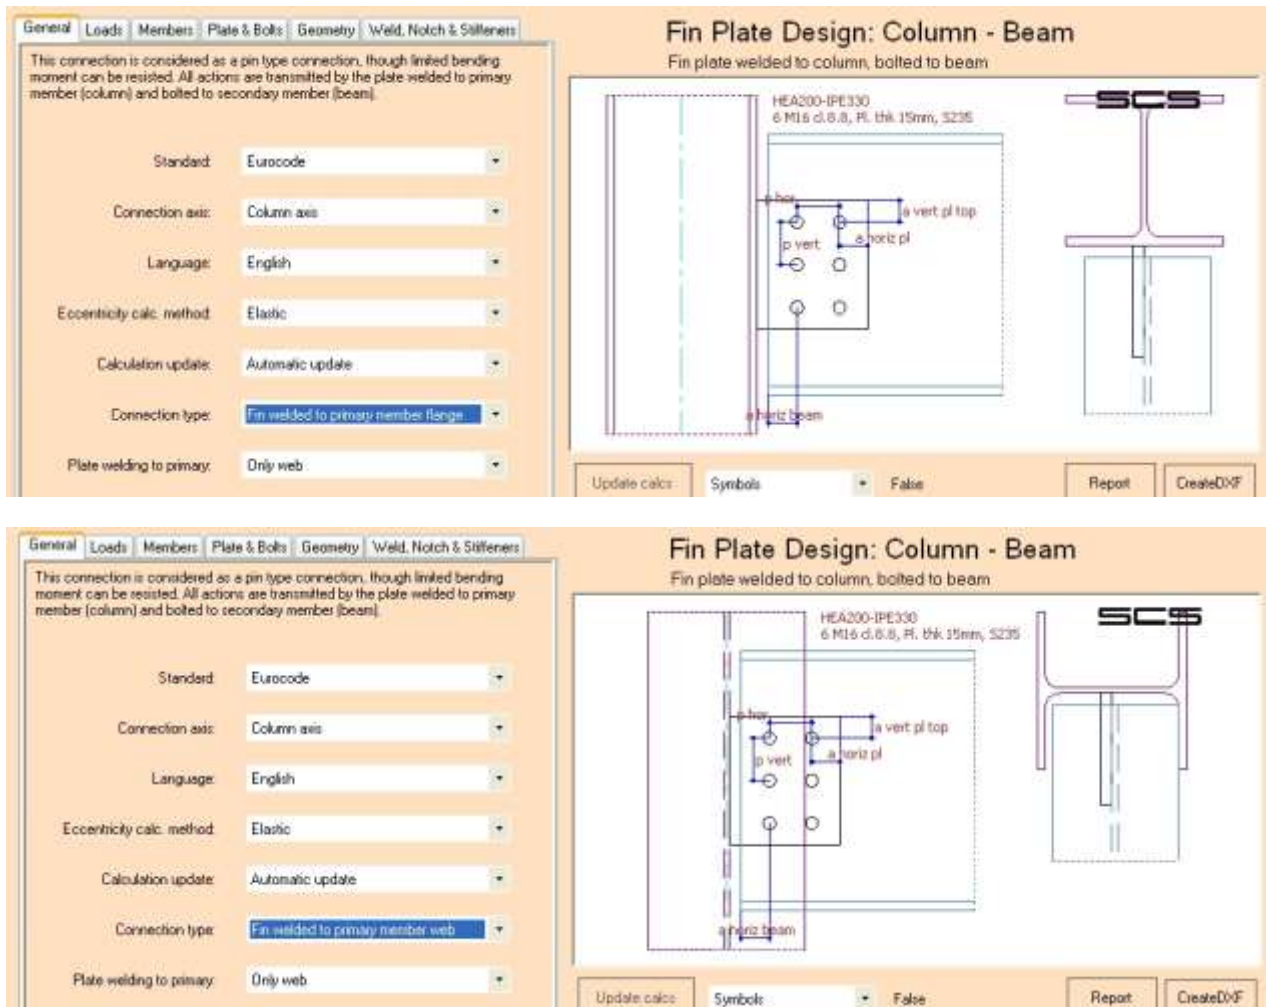 General Loads Members Plate & Bolts Geometry Weld, Notch & Stiffeners
This connection is considered as a pin type connection, though limited bending
moment can be resisted. All actions are transmitted by the plate welded to primary
member (column) and bolted to secondary member (beam).
Standard: Eurocode
Connection axis: Column axis
Language: English
Eccentricity calc. method: Elastic
Calculation update: Automatic update
Connection type: Fin welded to primary member flange
Plate welding to primary: Only web
Fin Plate Design: Column - Beam
Fin plate welded to column, bolted to beam
HEA200-IPE330
6 M16 cl.8.8, Pl. thk 15mm, S235
SCS
p hor
a vert pl top
p vert
a horiz pl
a horiz beam
Update calcs Symbols False Report CreateDXF
General Loads Members Plate & Bolts Geometry Weld, Notch & Stiffeners
This connection is considered as a pin type connection, though limited bending
moment can be resisted. All actions are transmitted by the plate welded to primary
member (column) and bolted to secondary member (beam).
Standard: Eurocode
Connection axis: Column axis
Language: English
Eccentricity calc. method: Elastic
Calculation update: Automatic update
Connection type: Fin welded to primary member web
Plate welding to primary: Only web
Fin Plate Design: Column - Beam
Fin plate welded to column, bolted to beam
HEA200-IPE330
6 M16 cl.8.8, Pl. thk 15mm, S235
SCS
p hor
a vert pl top
p vert
a horiz pl
a horiz beam
Update calcs Symbols False Report CreateDXF